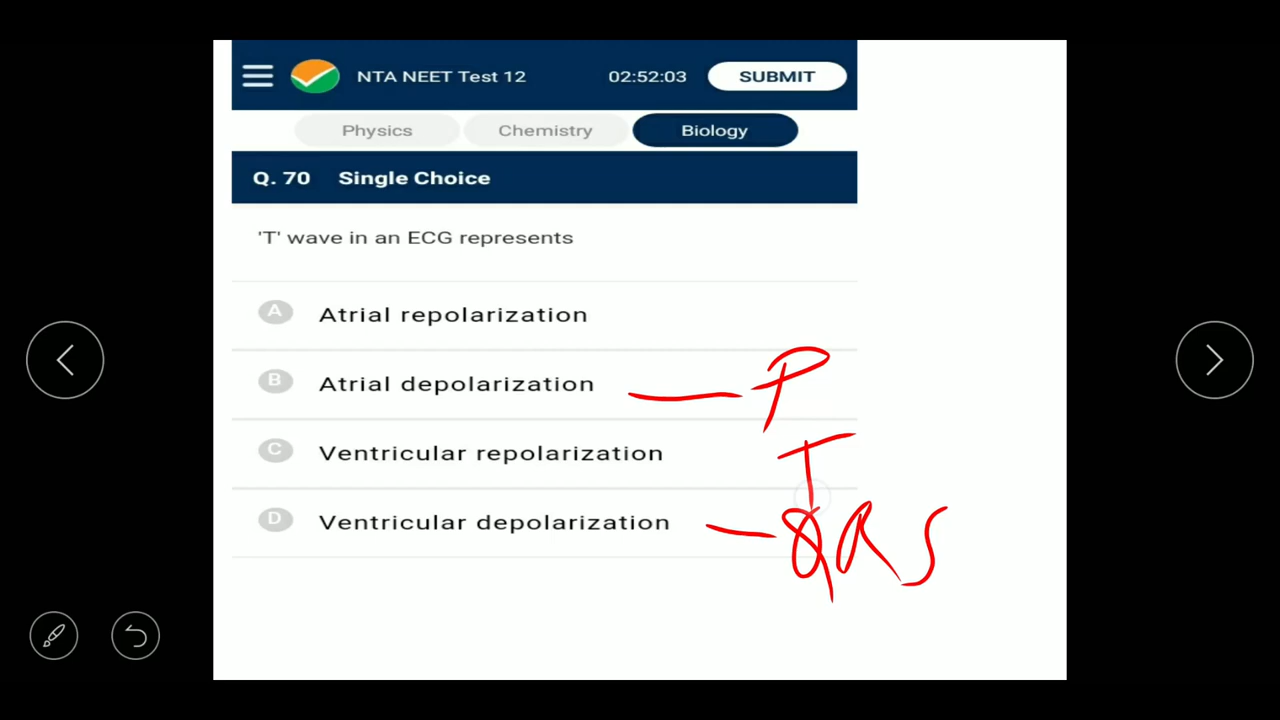 NTA NEET Test 12 02:52:03 SUBMIT
Physics Chemistry Biology
Q. 70 Single Choice
'T' wave in an ECG represents
A Atrial repolarization
B Atrial depolarization — P
C Ventricular repolarization T
D Ventricular depolarization — QRS